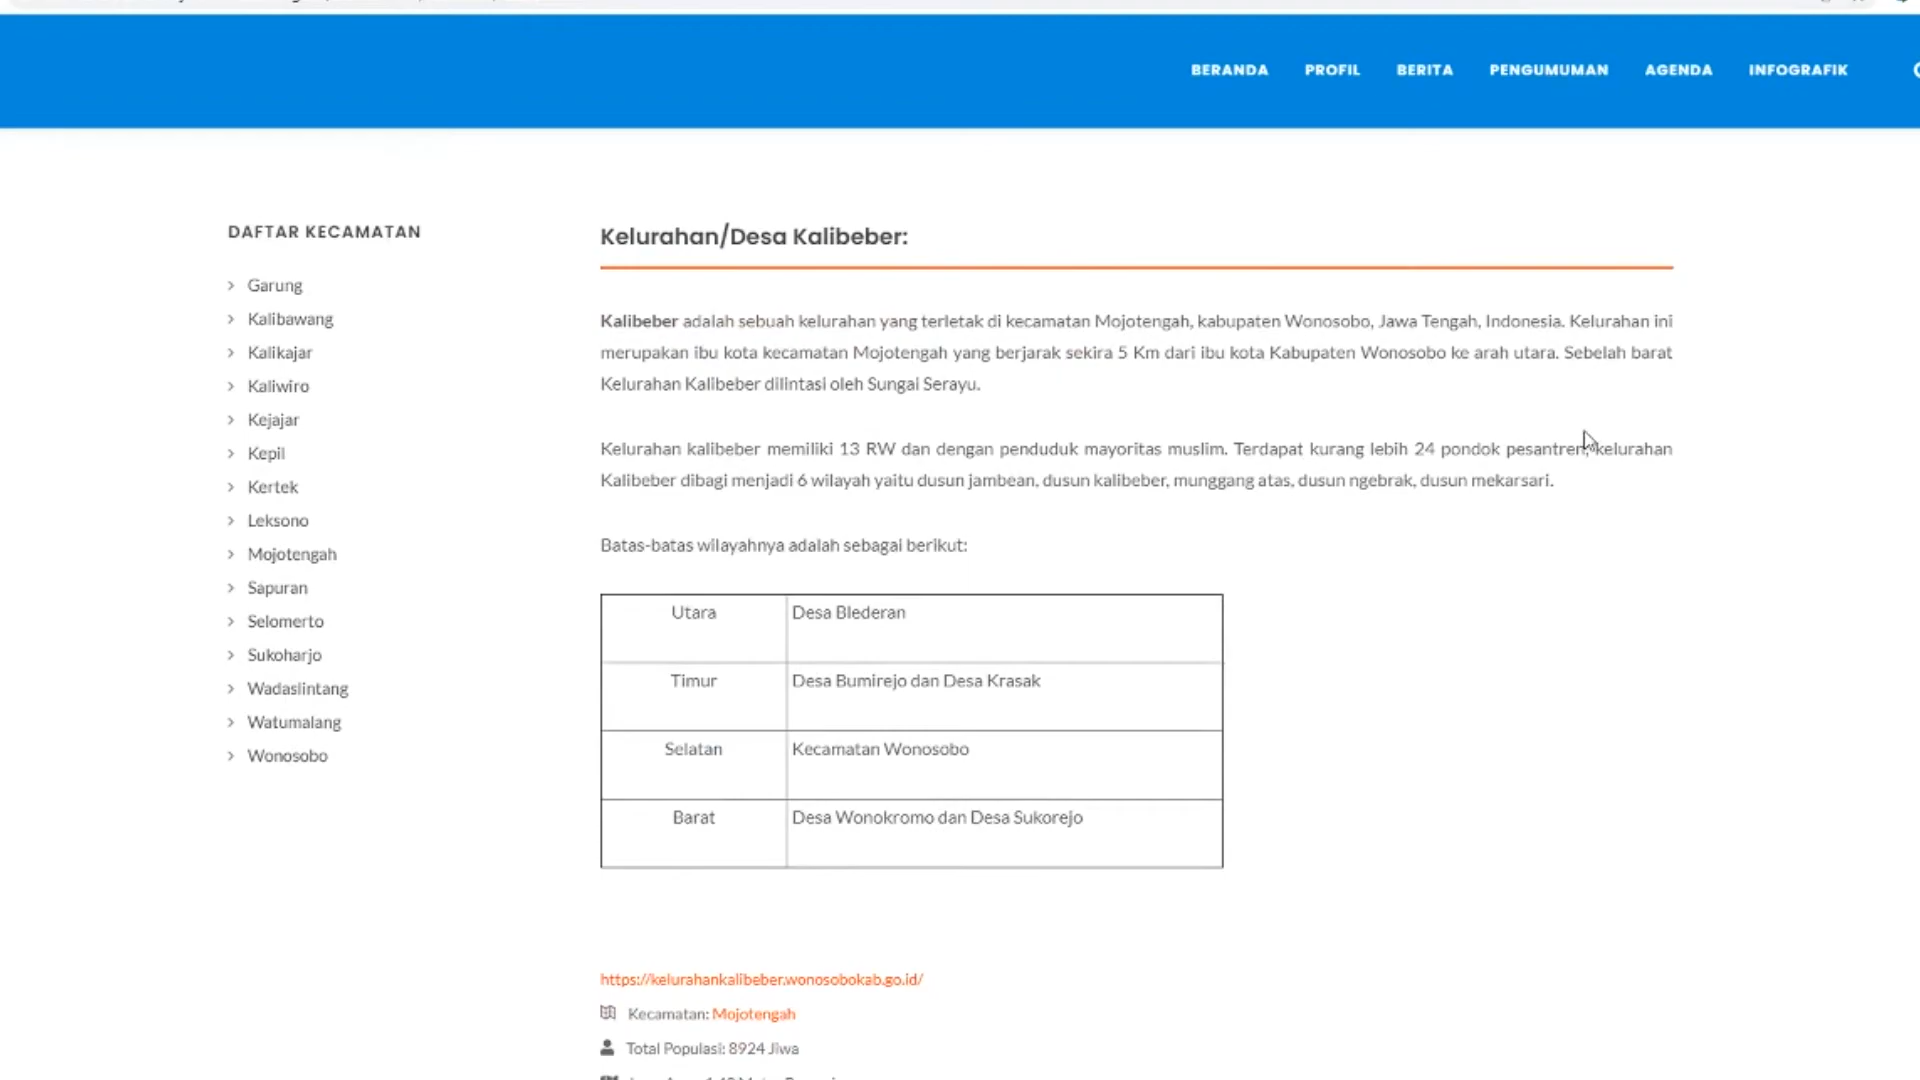 BERANDA PROFIL BERITA PENGUMUMAN AGENDA INFOGRAFIK
DAFTAR KECAMATAN
Garung
Kalibawang
Kalikajar
Kaliwiro
Kejajar
Kepil
Kertek
Leksono
Mojotengah
Sapuran
Selomerto
Sukoharjo
Wadaslintang
Watumalang
Wonosobo
Kelurahan/Desa Kalibeber:
Kalibeber adalah sebuah kelurahan yang terletak di kecamatan Mojotengah, kabupaten Wonosobo, Jawa Tengah, Indonesia. Kelurahan ini
merupakan ibu kota kecamatan Mojotengah yang berjarak sekira 5 Km dari ibu kota Kabupaten Wonosobo ke arah utara. Sebelah barat
Kelurahan Kalibeber dilintasi oleh Sungai Serayu.
Kelurahan kalibeber memiliki 13 RW dan dengan penduduk mayoritas muslim. Terdapat kurang lebih 24 pondok pesantren, kelurahan
Kalibeber dibagi menjadi 6 wilayah yaitu dusun jambean, dusun kalibeber, munggang atas, dusun ngebrak, dusun mekarsari.
Batas-batas wilayahnya adalah sebagai berikut:
Utara Desa Blederan
Timur Desa Bumirejo dan Desa Krasak
Selatan Kecamatan Wonosobo
Barat Desa Wonokromo dan Desa Sukorejo
https://kelurahankalibeber.wonosobokab.go.id/
Kecamatan: Mojotengah
Total Populasi: 8924 Jiwa